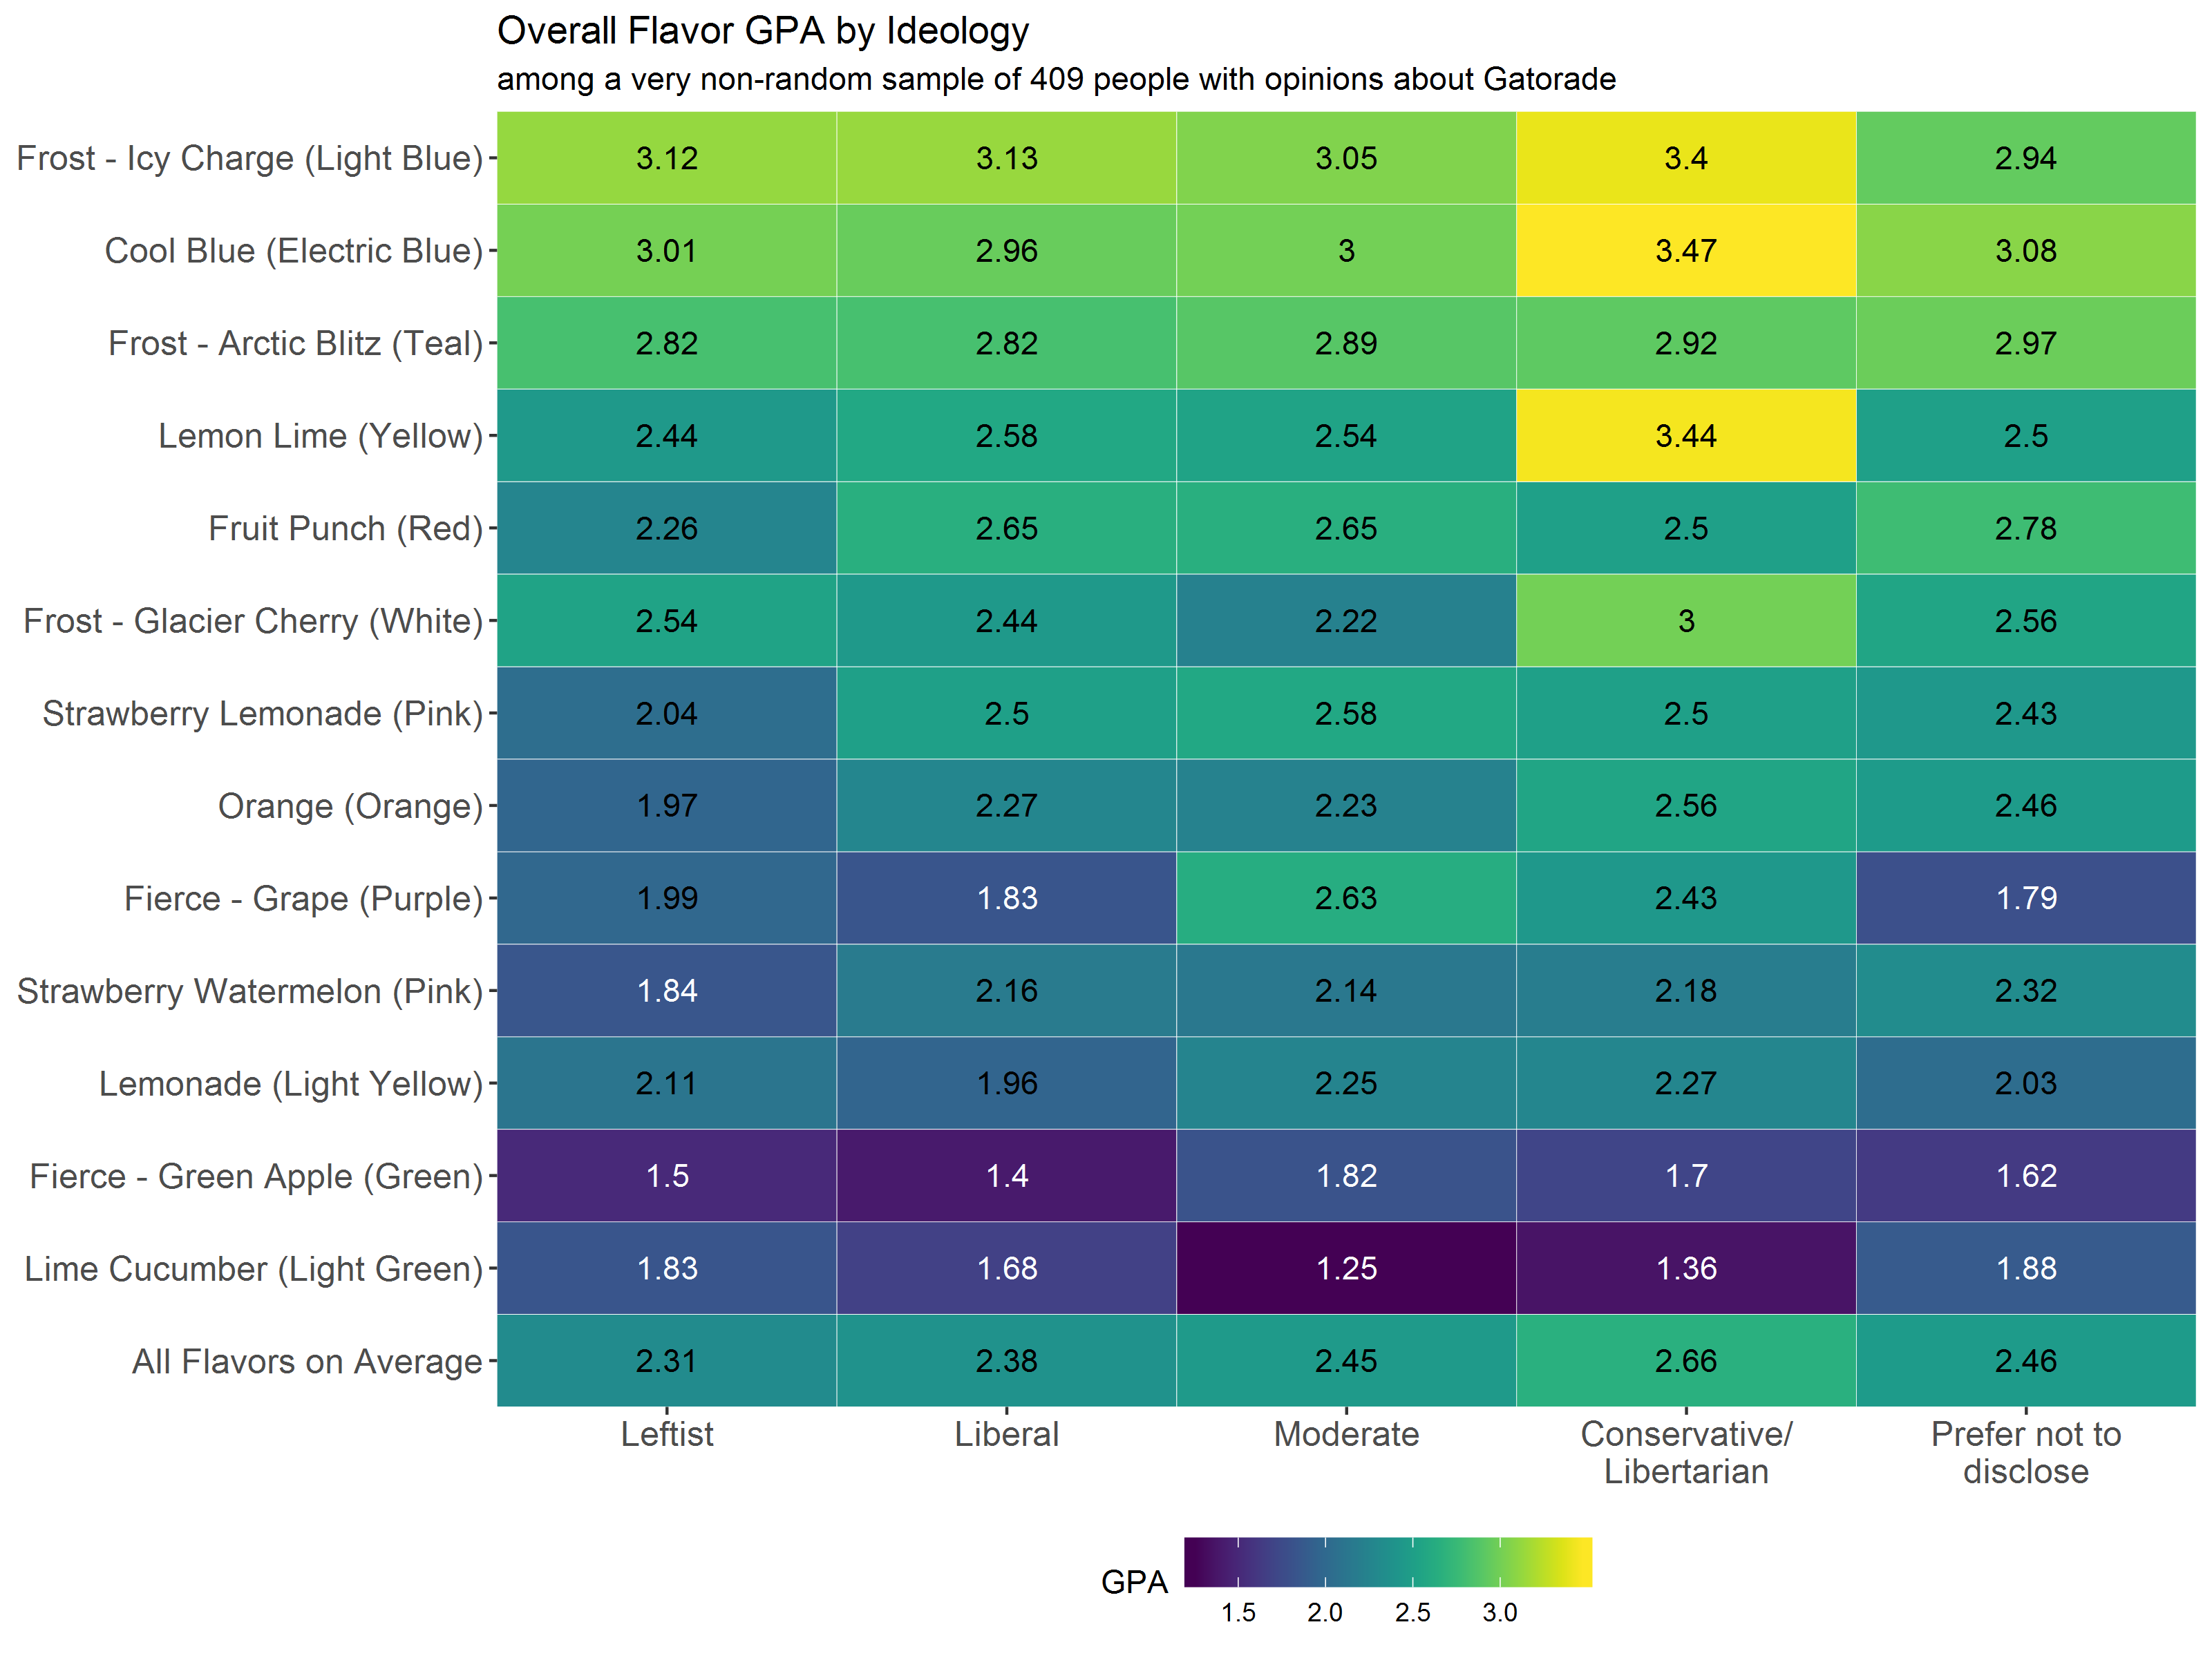 Overall Flavor GPA by Ideology
among a very non-random sample of 409 people with opinions about Gatorade
Frost - Icy Charge (Light Blue) 3.12 3.13 3.05 3.4 2.94
Cool Blue (Electric Blue) 3.01 2.96 3 3.47 3.08
Frost - Arctic Blitz (Teal) 2.82 2.82 2.89 2.92 2.97
Lemon Lime (Yellow) 2.44 2.58 2.54 3.44 2.5
Fruit Punch (Red) 2.26 2.65 2.65 2.5 2.78
Frost - Glacier Cherry (White) 2.54 2.44 2.22 3 2.56
Strawberry Lemonade (Pink) 2.04 2.5 2.58 2.5 2.43
Orange (Orange) 1.97 2.27 2.23 2.56 2.46
Fierce - Grape (Purple) 1.99 1.83 2.63 2.43 1.79
Strawberry Watermelon (Pink) 1.84 2.16 2.14 2.18 2.32
Lemonade (Light Yellow) 2.11 1.96 2.25 2.27 2.03
Fierce - Green Apple (Green) 1.5 1.4 1.82 1.7 1.62
Lime Cucumber (Light Green) 1.83 1.68 1.25 1.36 1.88
All Flavors on Average 2.31 2.38 2.45 2.66 2.46
Leftist Liberal Moderate Conservative/ Prefer not to
Libertarian disclose
GPA
1.5 2.0 2.5 3.0